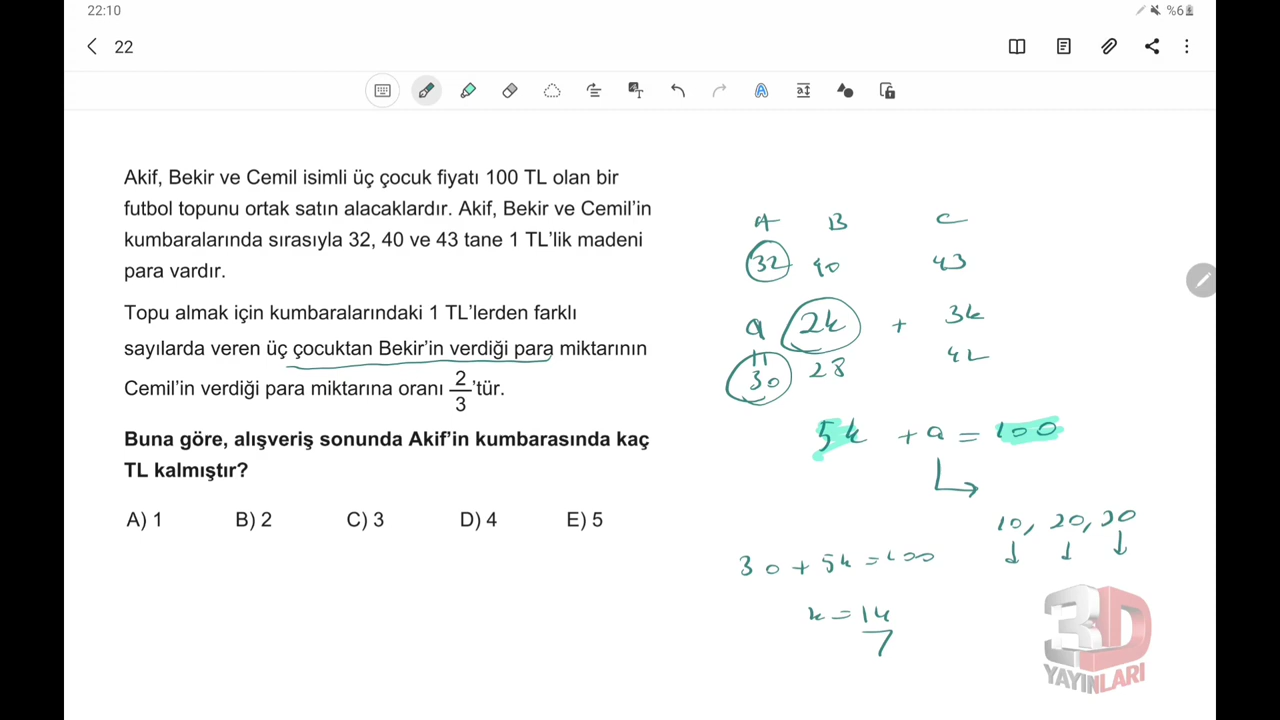 22:10
%6
22
Akif, Bekir ve Cemil isimli üç çocuk fiyatı 100 TL olan bir
futbol topunu ortak satın alacaklardır. Akif, Bekir ve Cemil'in
kumbaralarında sırasıyla 32, 40 ve 43 tane 1 TL'lik madeni
para vardır.
Topu almak için kumbaralarındaki 1 TL'lerden farklı
sayılarda veren üç çocuktan Bekir'in verdiği para miktarının
Cemil'in verdiği para miktarına oranı 2/3'tür.
Buna göre, alışveriş sonunda Akif'in kumbarasında kaç
TL kalmıştır?
A) 1 B) 2 C) 3 D) 4 E) 5
A B C
32 40 43
a 2k + 3k
30 28 42
5k + a = 100
10, 20, 30
30 + 5k = 100
k = 14
3D
YAYINLARI